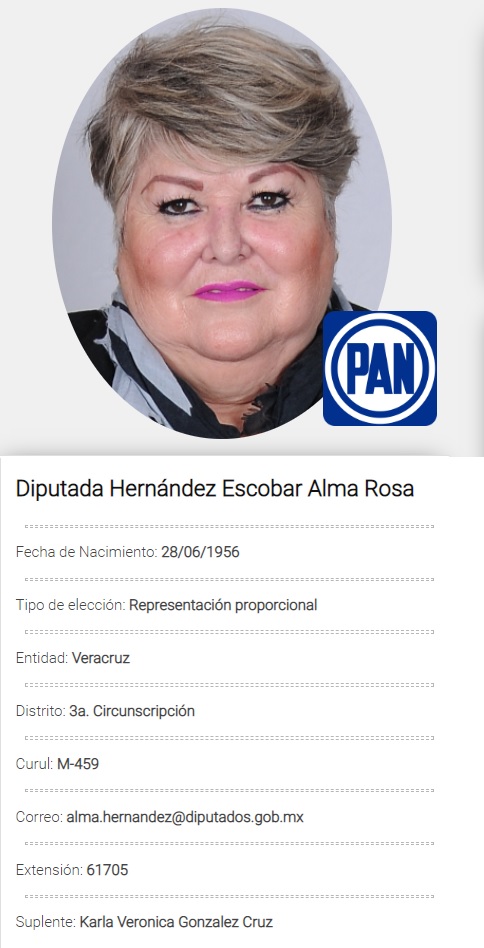 PAN
Diputada Hernández Escobar Alma Rosa
Fecha de Nacimiento: 28/06/1956
Tipo de elección: Representación proporcional
Entidad: Veracruz
Distrito: 3a. Circunscripción
Curul: M-459
Correo: alma.hernandez@diputados.gob.mx
Extensión: 61705
Suplente: Karla Veronica Gonzalez Cruz